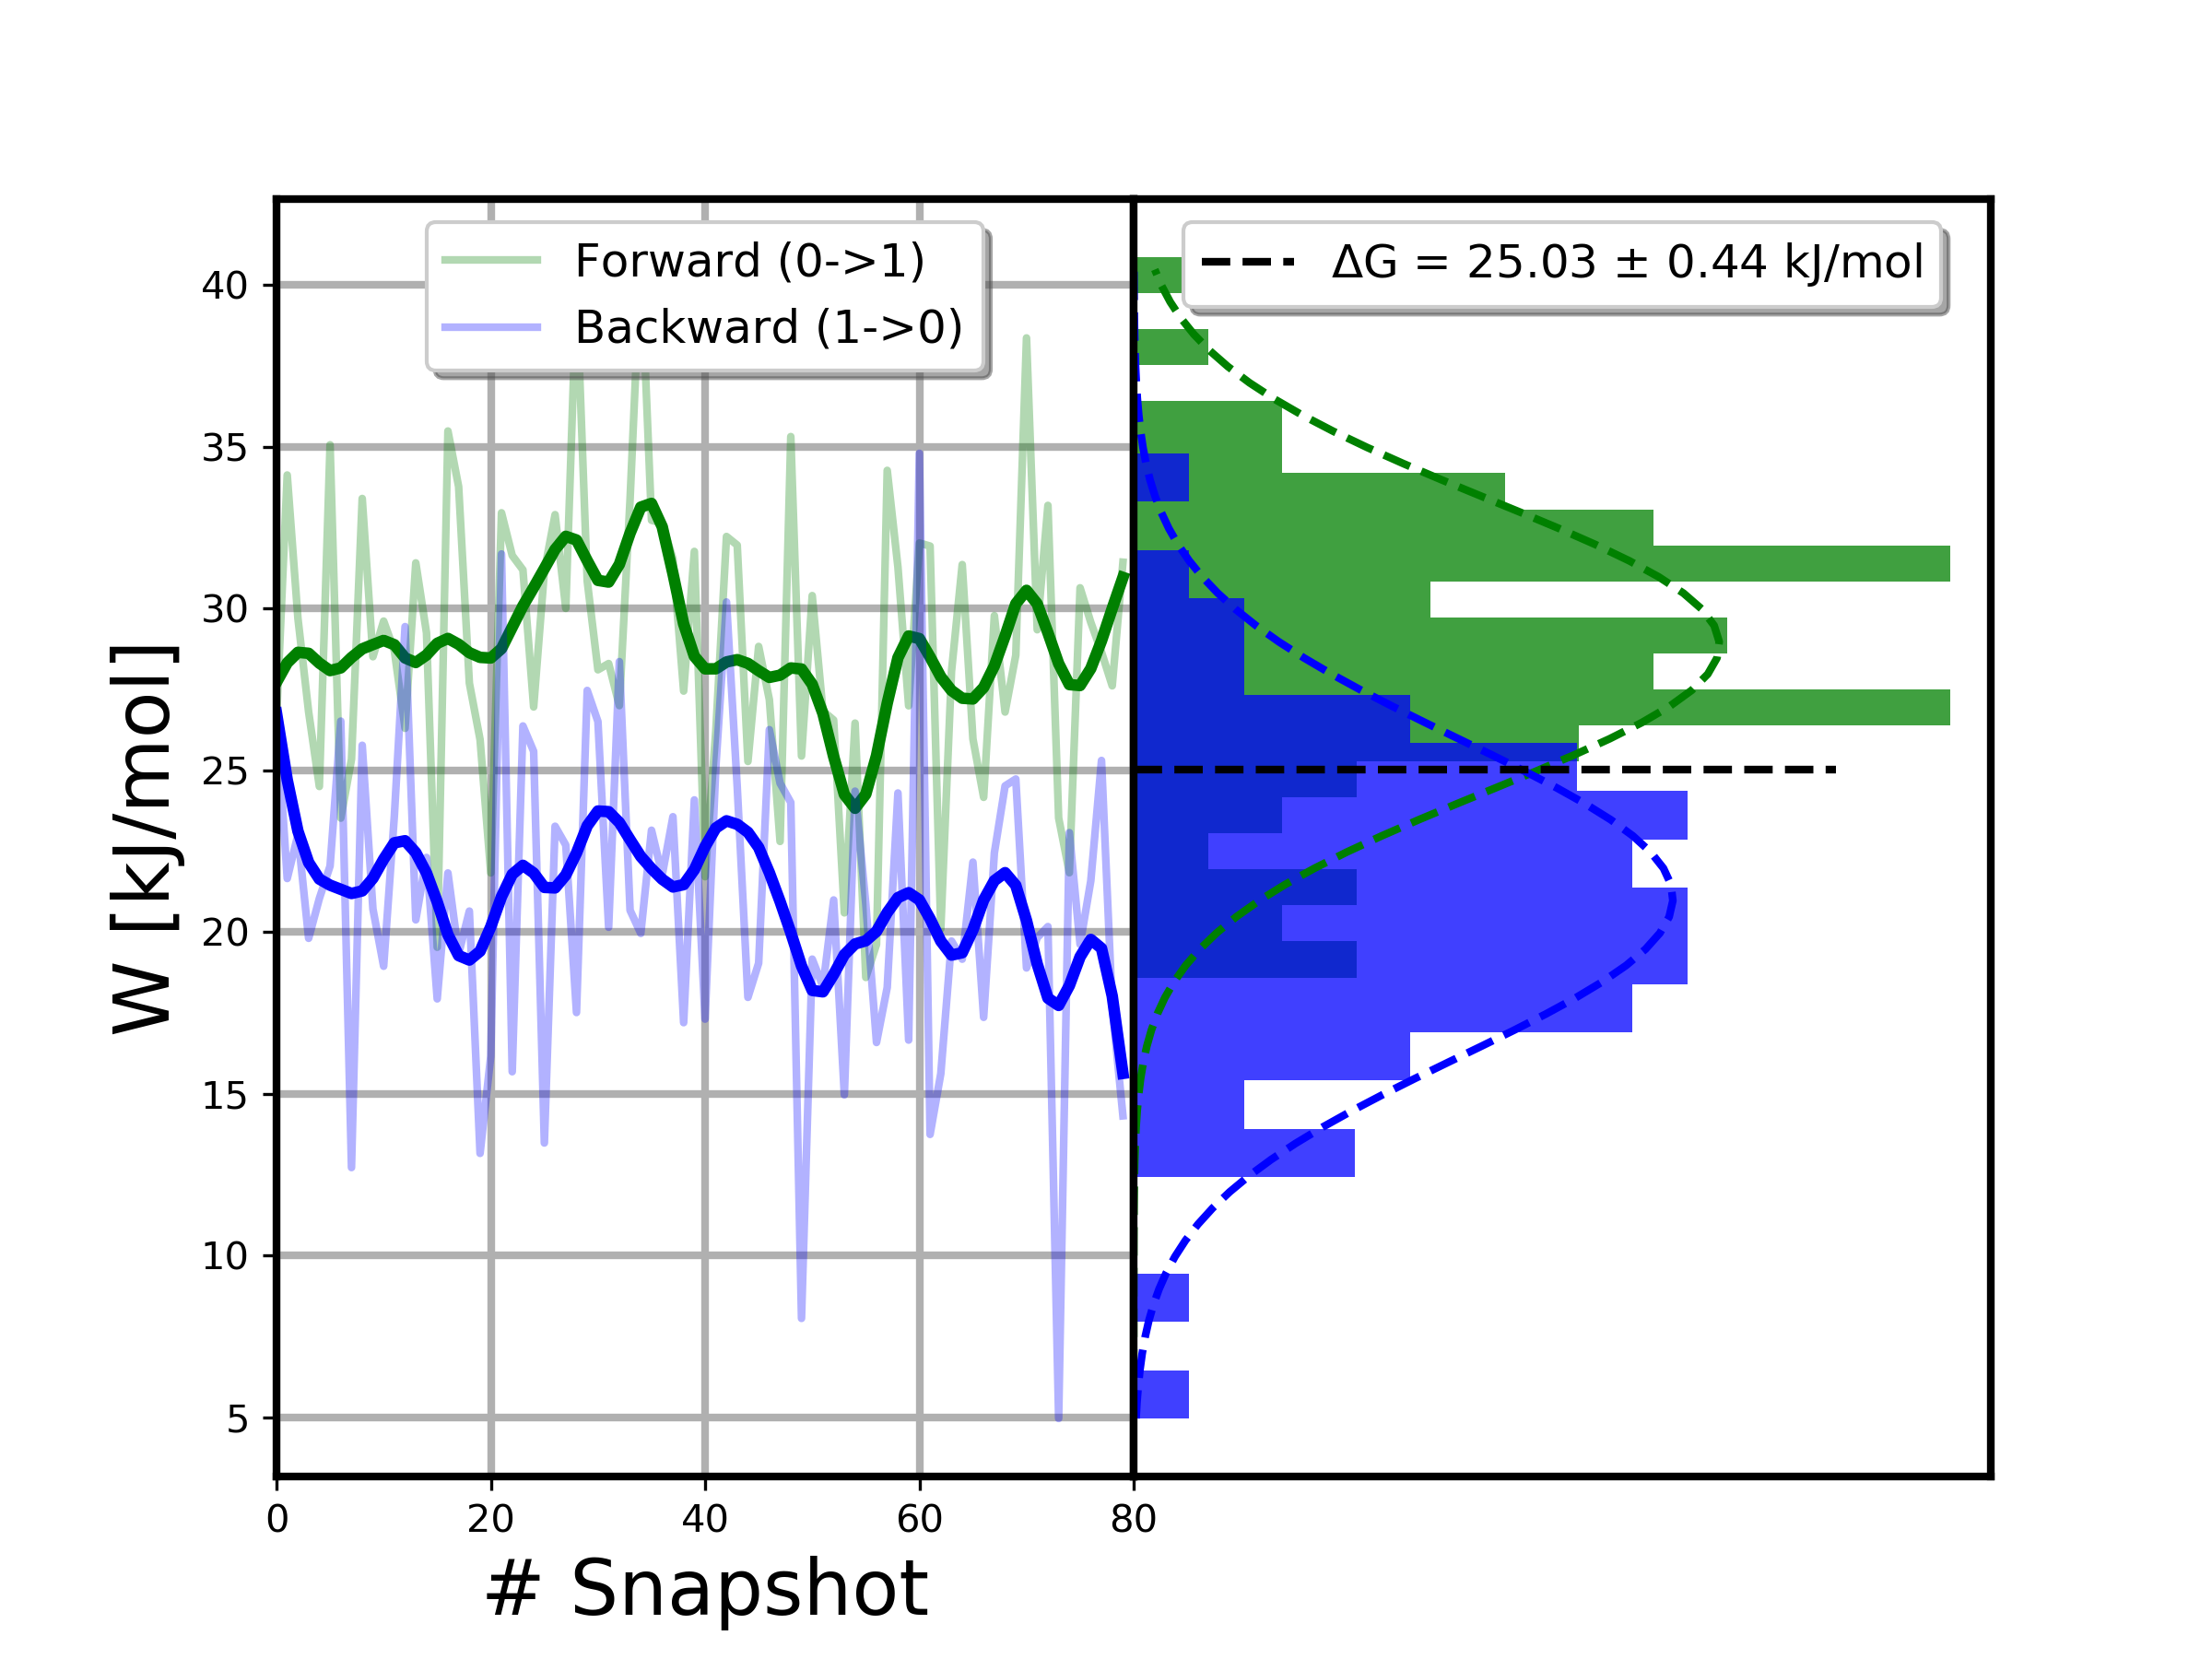 Forward (0->1)
Backward (1->0)
ΔG = 25.03 ± 0.44 kJ/mol
40
35
30
25
20
15
10
5
W [kJ/mol]
0 20 40 60 80
# Snapshot